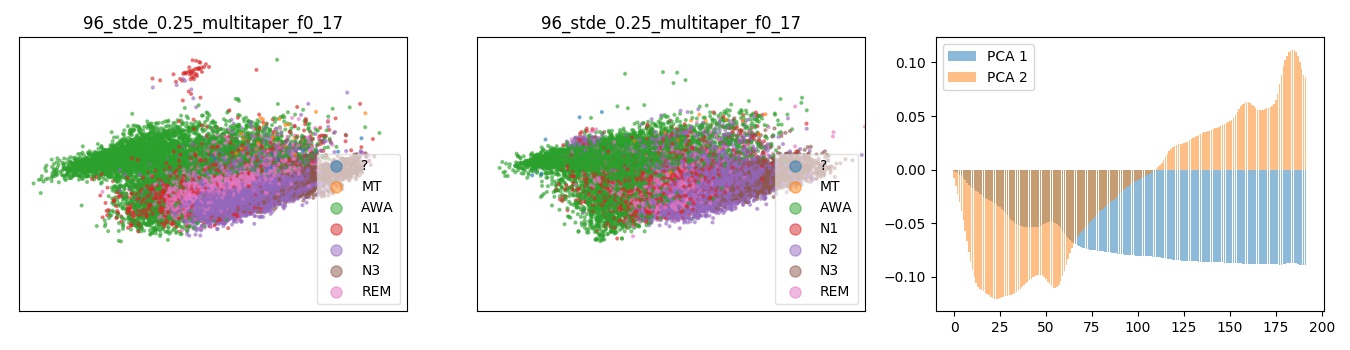 96_stde_0.25_multitaper_f0_17
?
MT
AWA
N1
N2
N3
REM
96_stde_0.25_multitaper_f0_17
?
MT
AWA
N1
N2
N3
REM
PCA 1
PCA 2
0.10
0.05
0.00
−0.05
−0.10
0 25 50 75 100 125 150 175 200